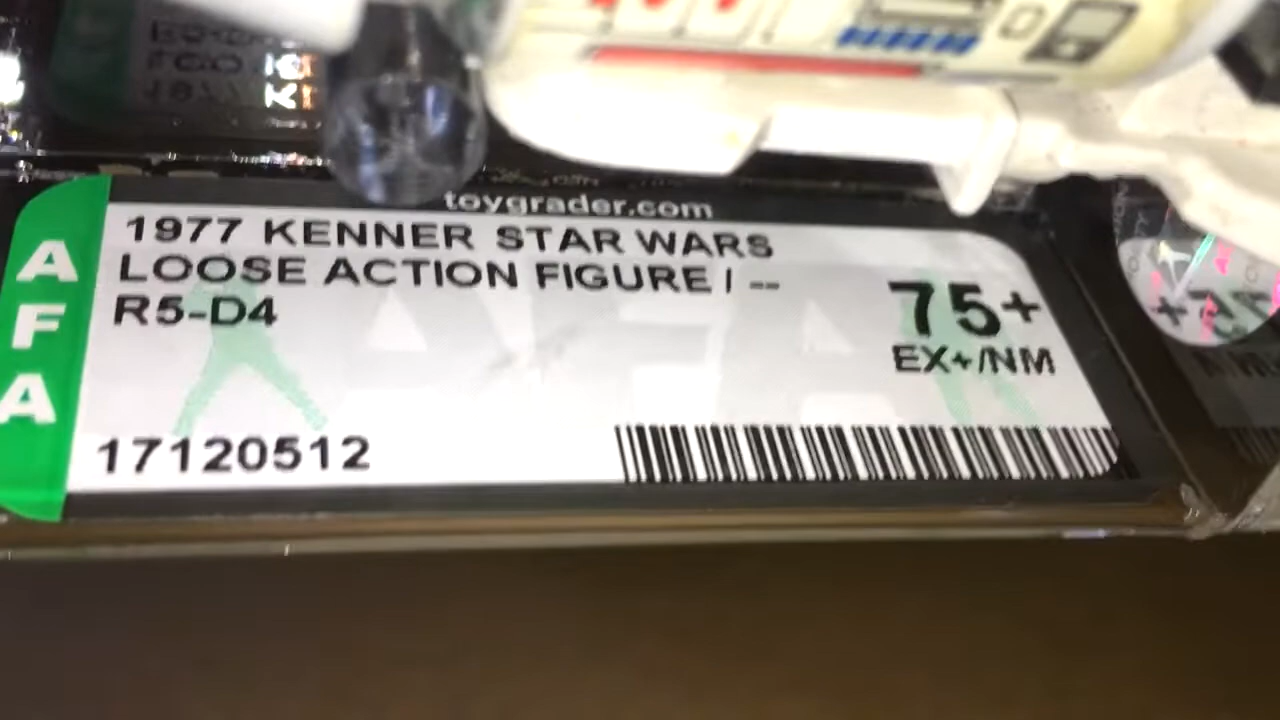 toygrader.com
AFA
1977 KENNER STAR WARS
LOOSE ACTION FIGURE | --
R5-D4
75+
EX+/NM
17120512